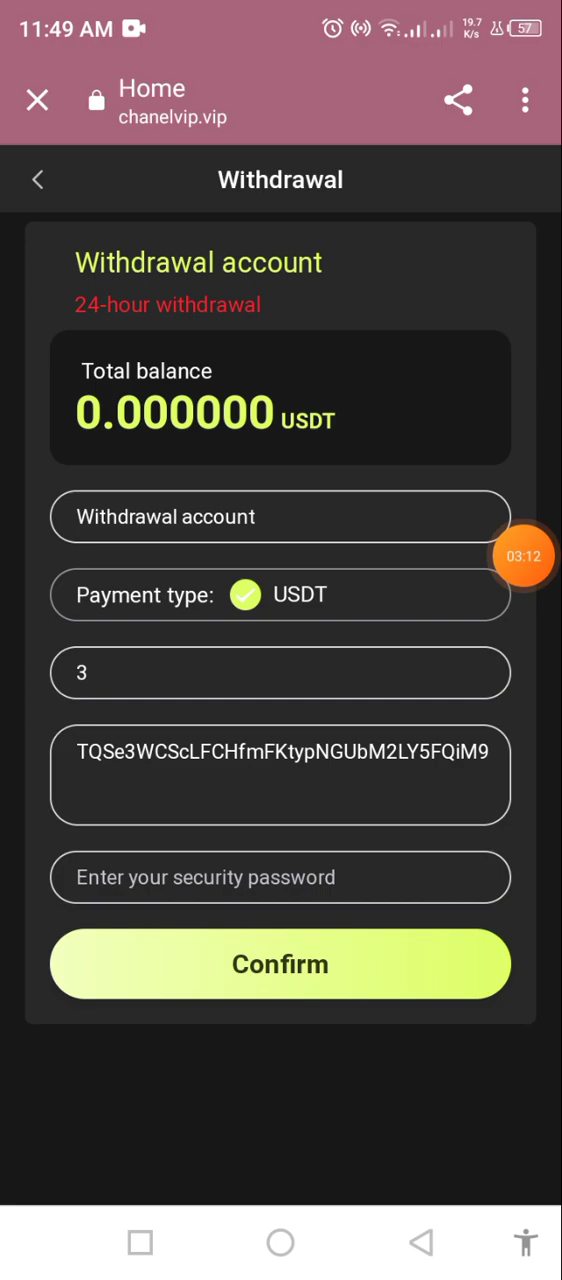 11:49 AM
19.7
K/s
57
Home
chanelvip.vip
Withdrawal
Withdrawal account
24-hour withdrawal
Total balance
0.000000 USDT
Withdrawal account
03:12
Payment type: USDT
3
TQSe3WCScLFCHfmFKtypNGUbM2LY5FQiM9
Enter your security password
Confirm